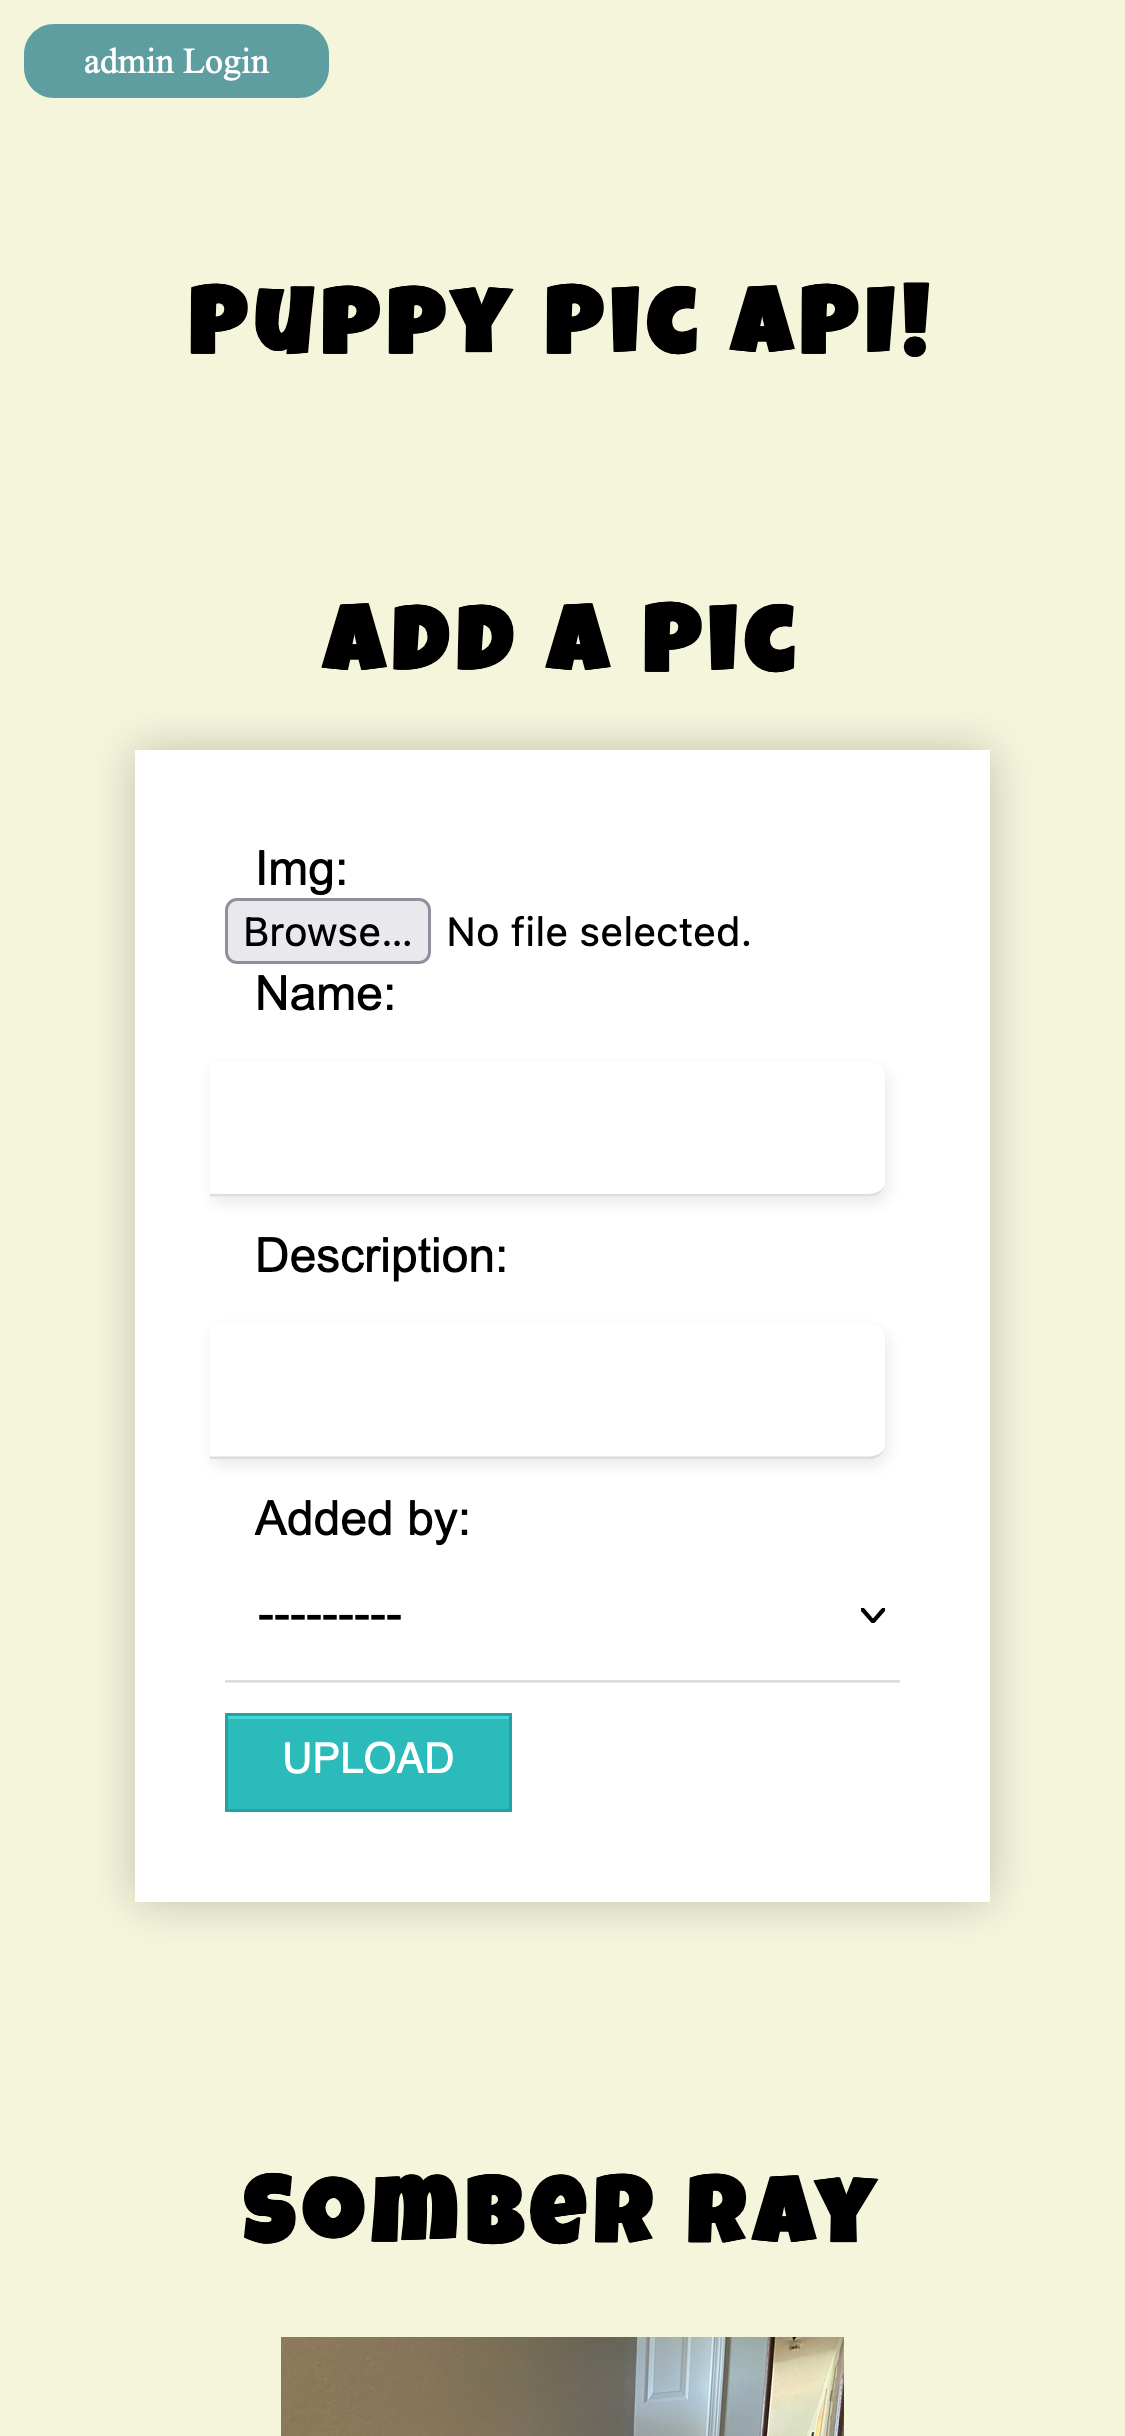 admin Login
Puppy Pic Api!
Add a Pic
Img:
Browse... No file selected.
Name:
Description:
Added by:
---------
UPLOAD
Somber Ray